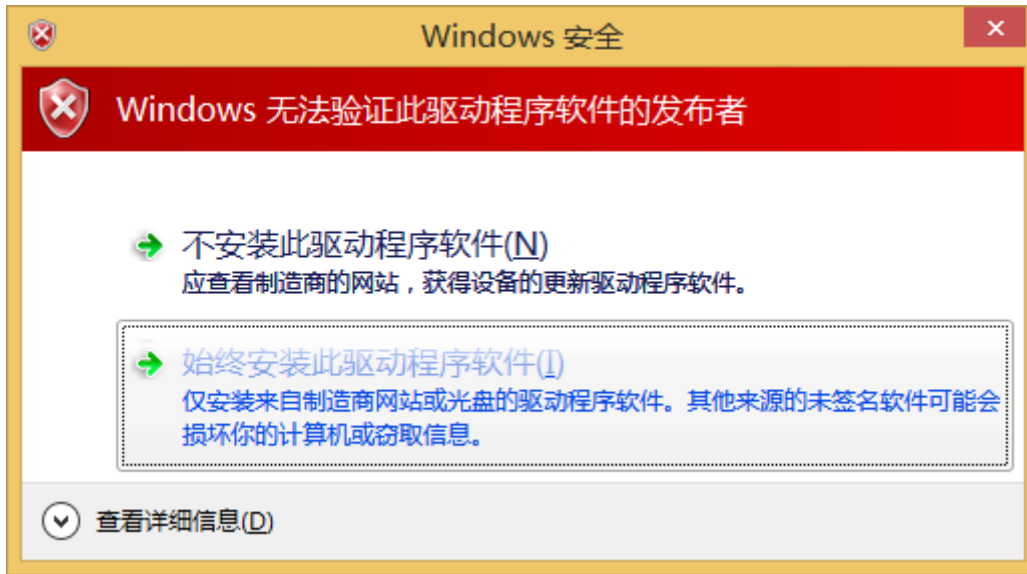 Windows 安全
Windows 无法验证此驱动程序软件的发布者
不安装此驱动程序软件(N)
应查看制造商的网站，获得设备的更新驱动程序软件。
始终安装此驱动程序软件(I)
仅安装来自制造商网站或光盘的驱动程序软件。其他来源的未签名软件可能会
损坏你的计算机或窃取信息。
查看详细信息(D)